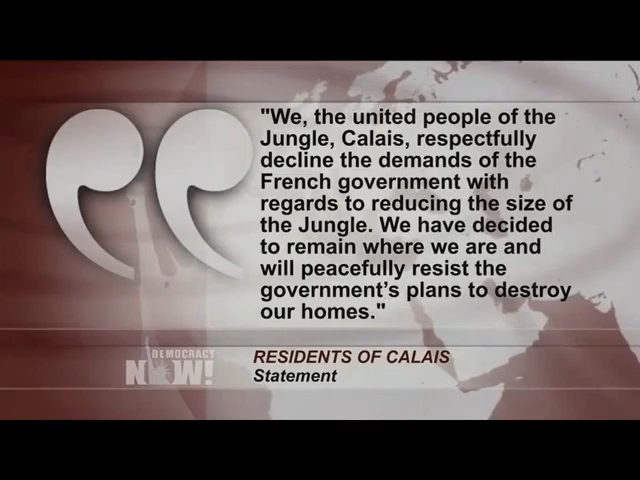 "We, the united people of the
Jungle, Calais, respectfully
decline the demands of the
French government with
regards to reducing the size of
the Jungle. We have decided
to remain where we are and
will peacefully resist the
government’s plans to destroy
our homes."
DEMOCRACY
NOW!
RESIDENTS OF CALAIS
Statement